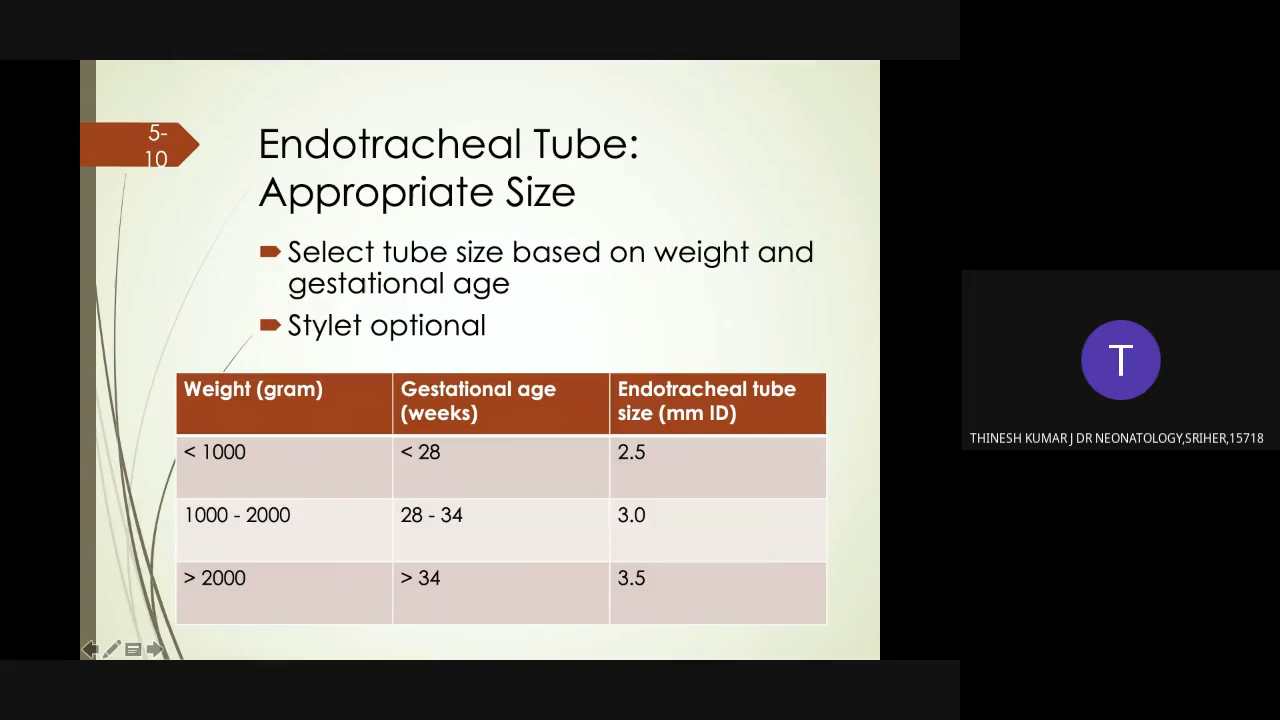 5-
10
Endotracheal Tube:
Appropriate Size
Select tube size based on weight and
gestational age
Stylet optional
Weight (gram) Gestational age (weeks) Endotracheal tube size (mm ID)
< 1000 < 28 2.5
1000 - 2000 28 - 34 3.0
> 2000 > 34 3.5
T
THINESH KUMAR J DR NEONATOLOGY,SRIHER,15718